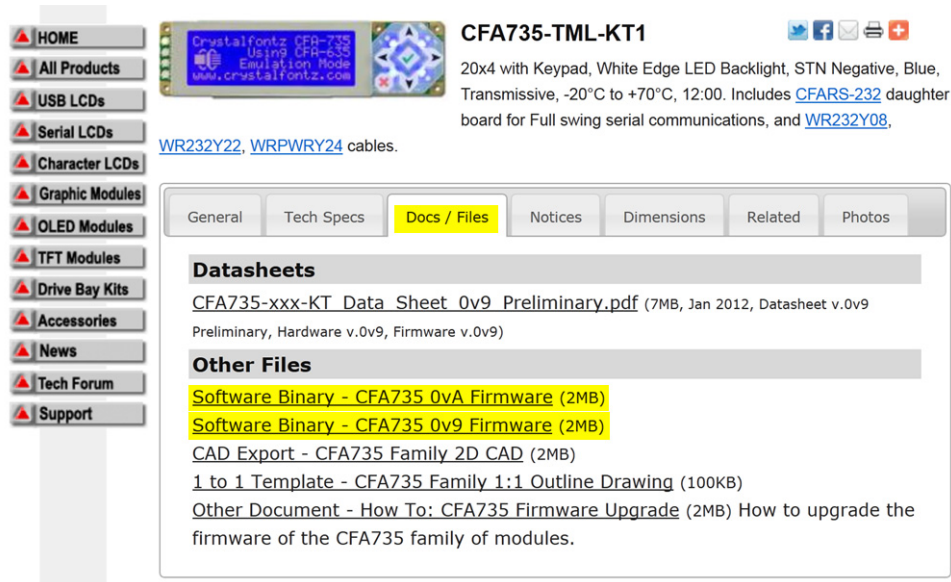 HOME
All Products
USB LCDs
Serial LCDs
Character LCDs
Graphic Modules
OLED Modules
TFT Modules
Drive Bay Kits
Accessories
News
Tech Forum
Support
Crystalfontz CFA-735
Using CFA-635
Emulation Mode
www.crystalfontz.com
CFA735-TML-KT1
20x4 with Keypad, White Edge LED Backlight, STN Negative, Blue,
Transmissive, -20°C to +70°C, 12:00. Includes CFARS-232 daughter
board for Full swing serial communications, and WR232Y08,
WR232Y22, WRPWRY24 cables.
General Tech Specs Docs / Files Notices Dimensions Related Photos
Datasheets
CFA735-xxx-KT_Data_Sheet_0v9_Preliminary.pdf (7MB, Jan 2012, Datasheet v.0v9
Preliminary, Hardware v.0v9, Firmware v.0v9)
Other Files
Software Binary - CFA735 0vA Firmware (2MB)
Software Binary - CFA735 0v9 Firmware (2MB)
CAD Export - CFA735 Family 2D CAD (2MB)
1 to 1 Template - CFA735 Family 1:1 Outline Drawing (100KB)
Other Document - How To: CFA735 Firmware Upgrade (2MB) How to upgrade the
firmware of the CFA735 family of modules.